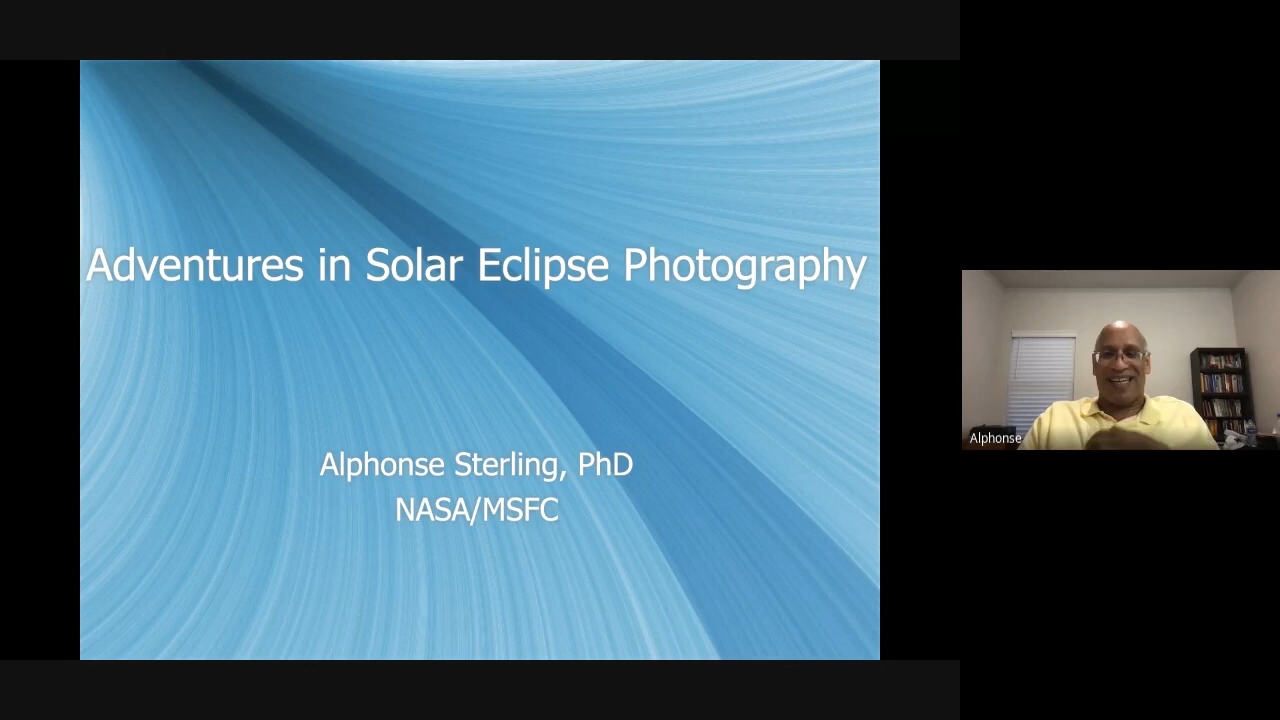 Adventures in Solar Eclipse Photography
Alphonse Sterling, PhD
NASA/MSFC
Alphonse